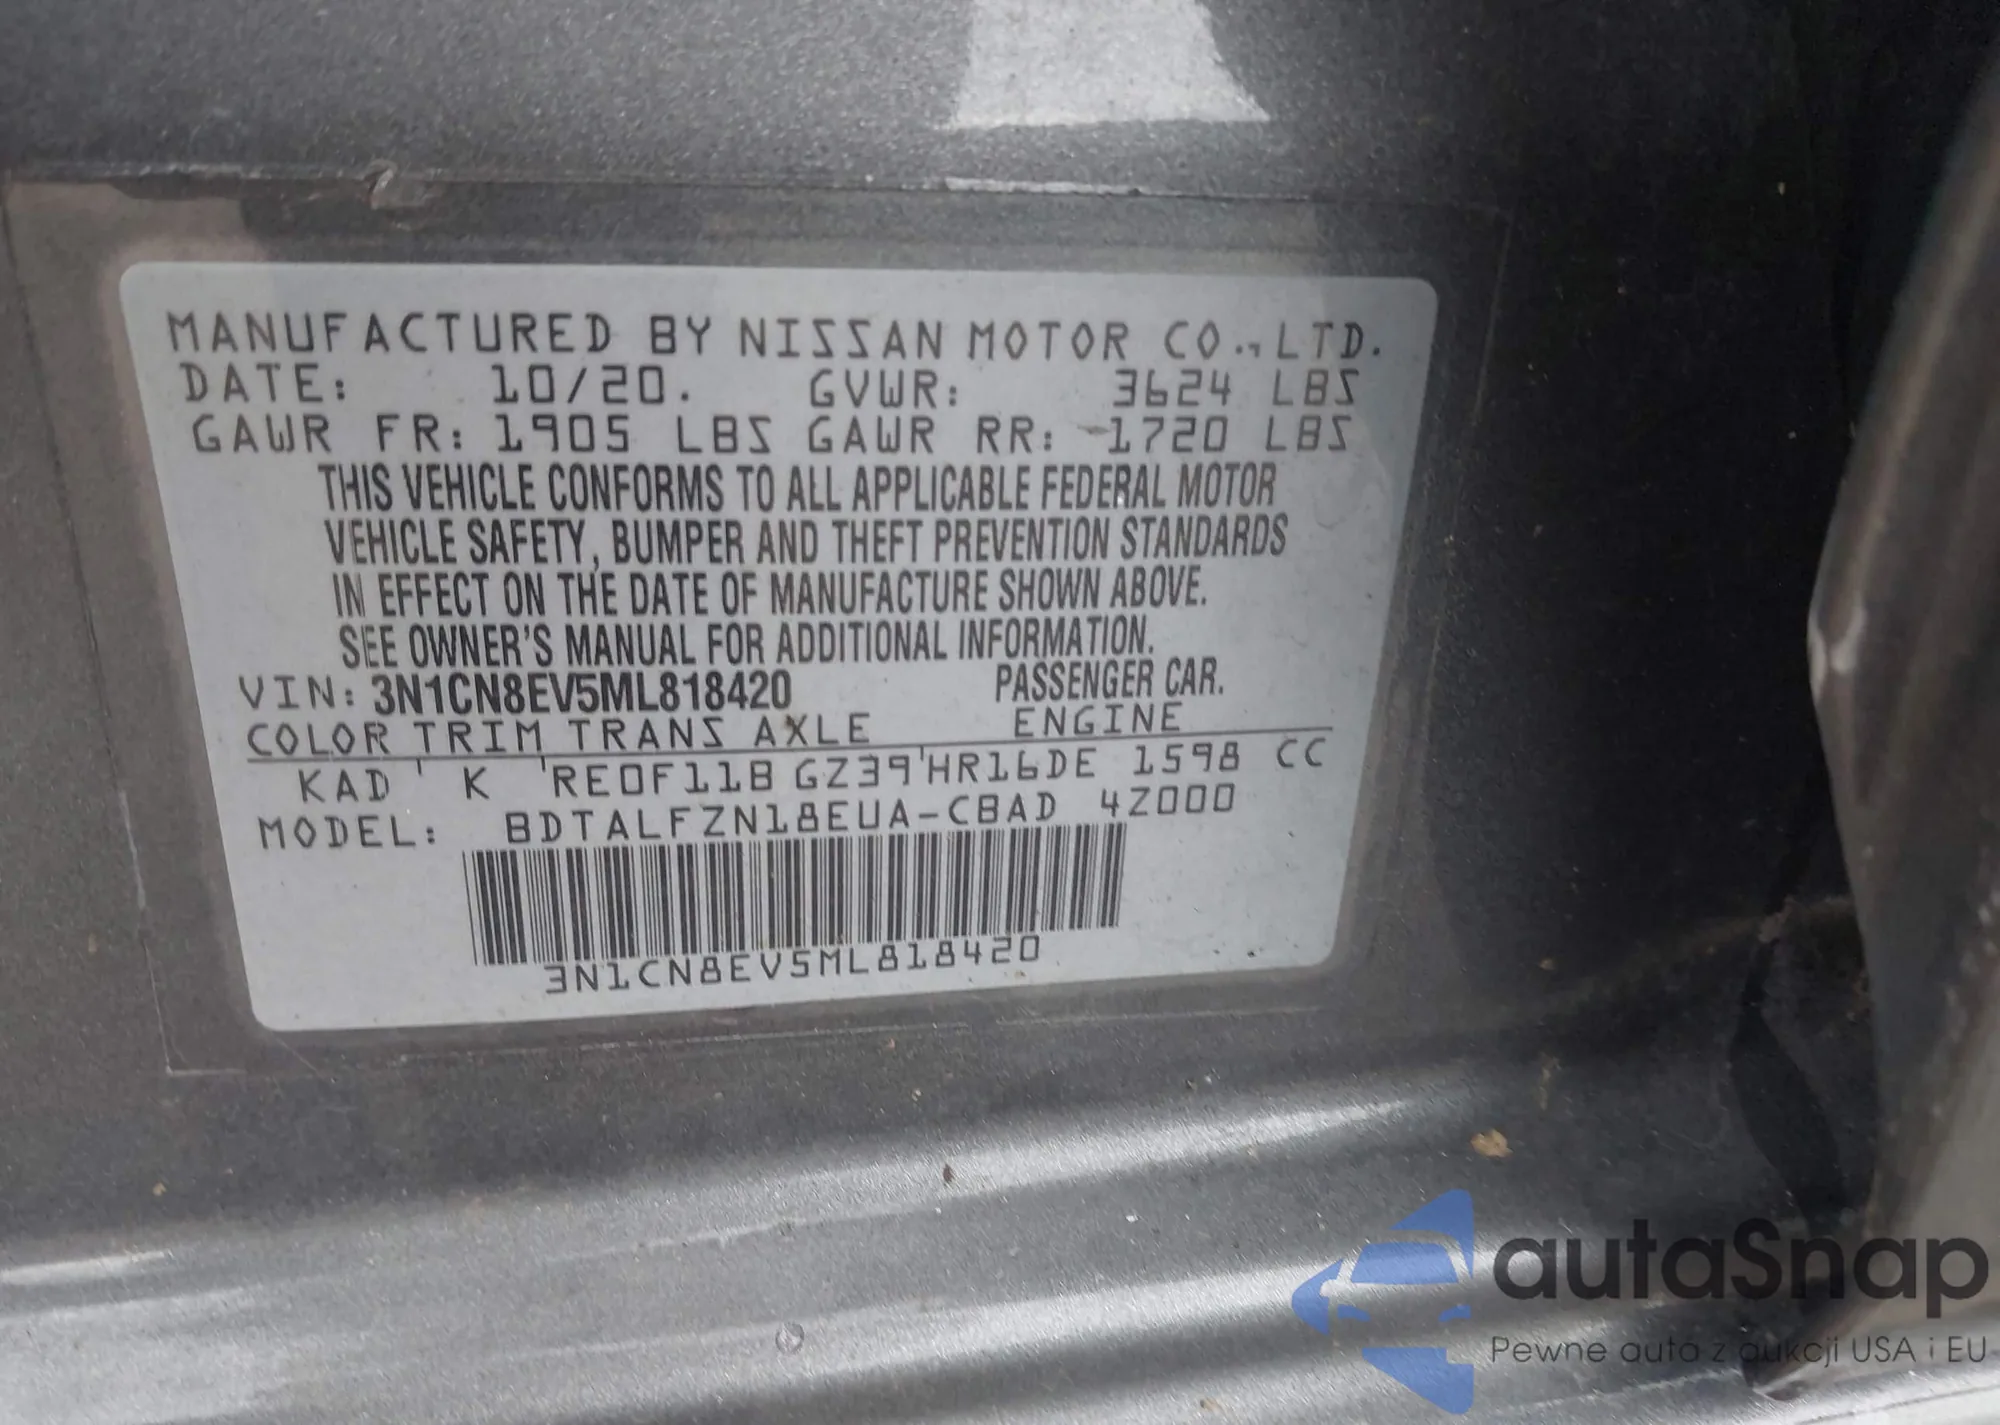 MANUFACTURED BY NISSAN MOTOR CO., LTD.
DATE: 10/20. GVWR: 3624 LBS
GAWR FR: 1905 LBS GAWR RR: 1720 LBS
THIS VEHICLE CONFORMS TO ALL APPLICABLE FEDERAL MOTOR
VEHICLE SAFETY, BUMPER AND THEFT PREVENTION STANDARDS
IN EFFECT ON THE DATE OF MANUFACTURE SHOWN ABOVE.
SEE OWNER'S MANUAL FOR ADDITIONAL INFORMATION.
VIN: 3N1CN8EV5ML818420 PASSENGER CAR.
COLOR TRIM TRANS AXLE ENGINE
KAD K RE0F11B GZ39 HR16DE 1598 CC
MODEL: BDTALFZN18EUA-CBAD 4Z000
3N1CN8EV5ML818420
autaSnap
Pewne auto z aukcji USA i EU